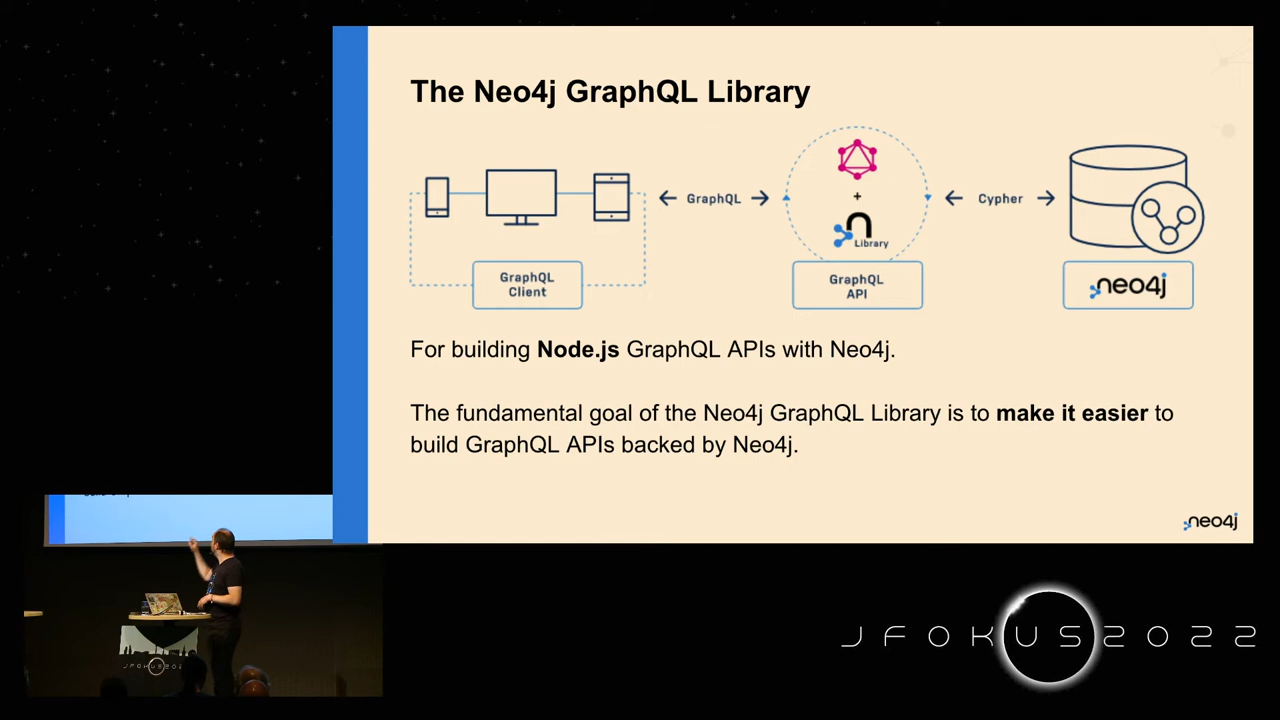 The Neo4j GraphQL Library
GraphQL
Cypher
+
n
Library
GraphQL
Client
GraphQL
API
neo4j
For building Node.js GraphQL APIs with Neo4j.
The fundamental goal of the Neo4j GraphQL Library is to make it easier to
build GraphQL APIs backed by Neo4j.
neo4j
JFOKUS2022
JFOKUS2022